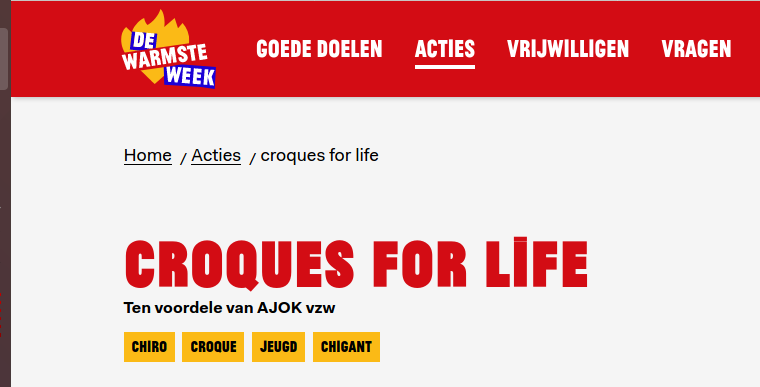 DE
WARMSTE
WEEK
GOEDE DOELEN ACTIES VRIJWILLIGEN VRAGEN
Home / Acties / croques for life
CROQUES FOR LIFE
Ten voordele van AJOK vzw
CHIRO CROQUE JEUGD CHIGANT